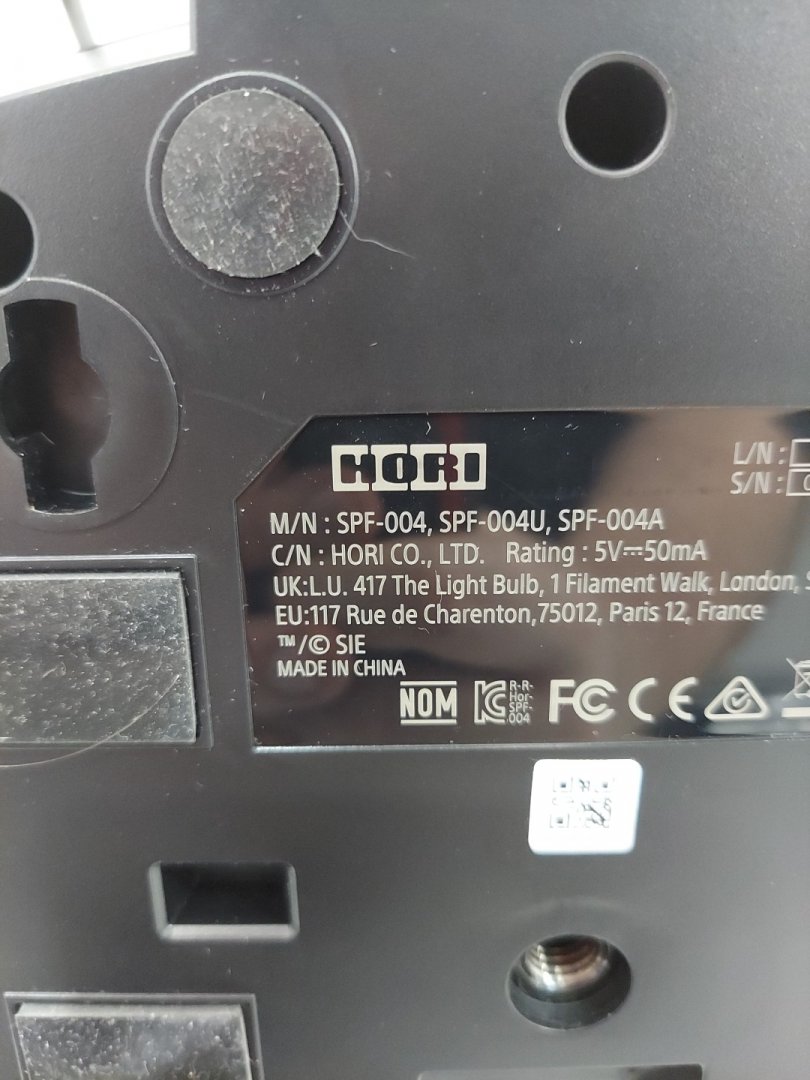 HORI
L/N :
S/N :
M/N : SPF-004, SPF-004U, SPF-004A
C/N : HORI CO., LTD. Rating : 5V⎓50mA
UK:L.U. 417 The Light Bulb, 1 Filament Walk, London,
EU:117 Rue de Charenton,75012, Paris 12, France
™/© SIE
MADE IN CHINA
NOM
R-R-
Hor-
SPF-
004
FC CE